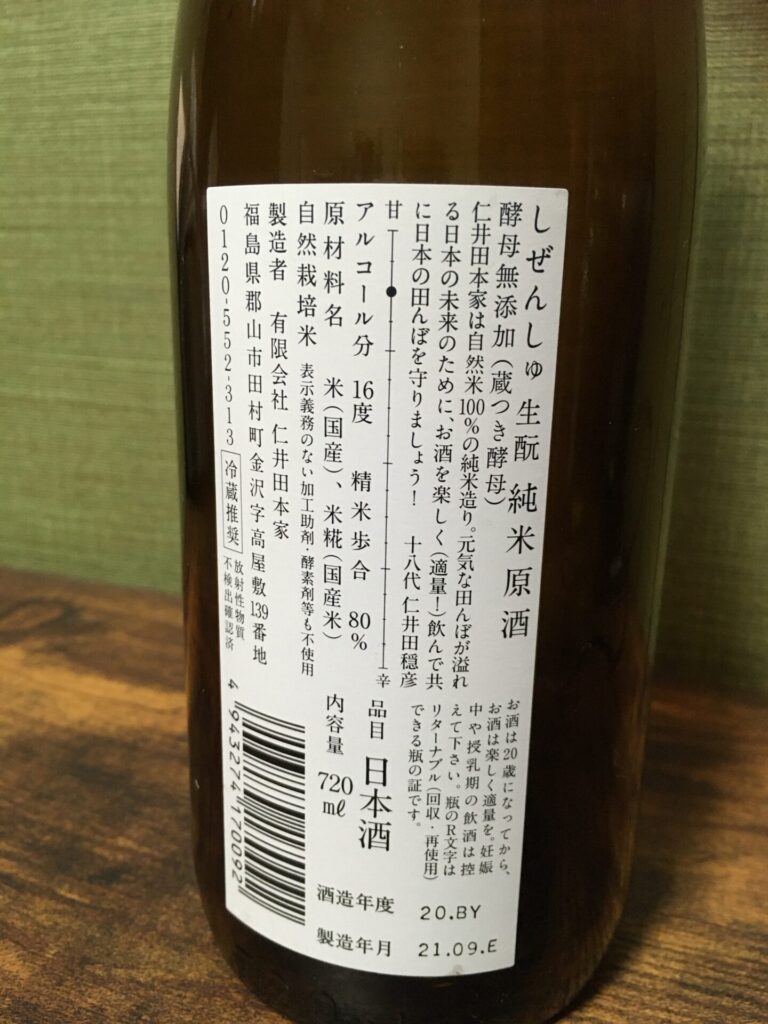 しぜんしゅ 生酛 純米原酒
酵母無添加(蔵つき酵母)
仁井田本家は自然米100%の純米造り。元気な田んぼが溢れ
る日本の未来のために、お酒を楽しく(適量!)飲んで共
に日本の田んぼを守りましょう! 十八代 仁井田穏彦
甘 辛
アルコール分 16度 精米歩合 80%
原材料名 米(国産)、米糀(国産米)
自然栽培米 表示義務のない加工助剤・酵素剤等も不使用
製造者 有限会社 仁井田本家
福島県郡山市田村町金沢字高屋敷139番地
0120-552-313 冷蔵推奨 放射性物質
不検出確認済
お酒は20歳になってから、
お酒は楽しく適量を。妊娠
中や授乳期の飲酒は控
えて下さい。瓶のR文字は
リターナブル(回収・再使用)
できる瓶の証です。
品目 日本酒
内容量 720㎖
4 943274 170092
酒造年度 20.BY
製造年月 21.09.E